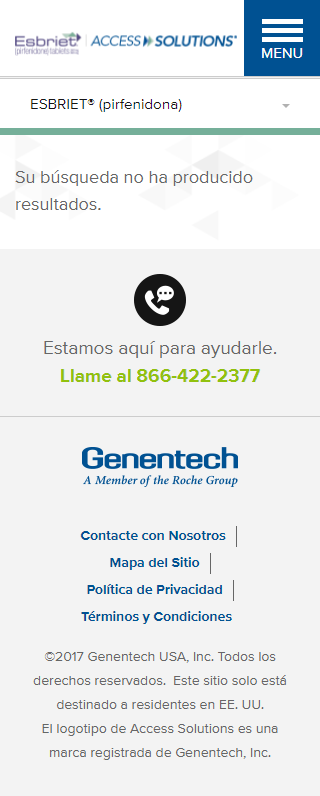 Esbriet® | ACCESS SOLUTIONS®
(pirfenidone) tablets
MENU
ESBRIET® (pirfenidona)
Su búsqueda no ha producido
resultados.
Estamos aquí para ayudarle.
Llame al 866-422-2377
Genentech
A Member of the Roche Group
Contacte con Nosotros
Mapa del Sitio
Política de Privacidad
Términos y Condiciones
©2017 Genentech USA, Inc. Todos los
derechos reservados. Este sitio solo está
destinado a residentes en EE. UU.
El logotipo de Access Solutions es una
marca registrada de Genentech, Inc.